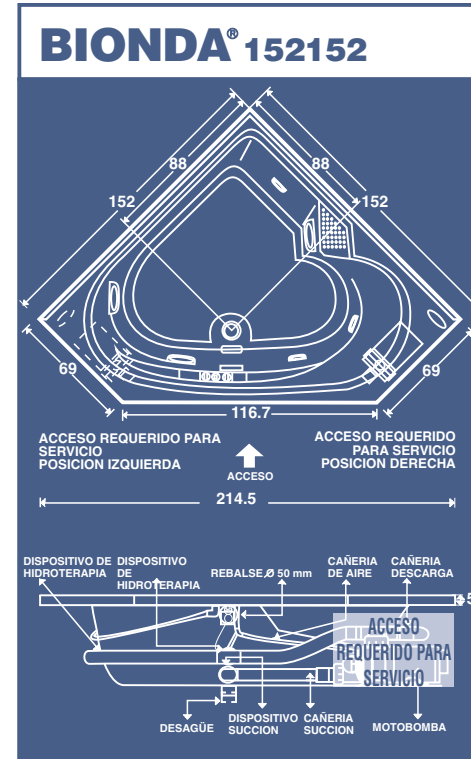 BIONDA® 152152
88
88
152
152
69
69
116.7
ACCESO REQUERIDO PARA
SERVICIO
POSICION IZQUIERDA
ACCESO
ACCESO REQUERIDO
PARA SERVICIO
POSICION DERECHA
214.5
DISPOSITIVO DE
HIDROTERAPIA
DISPOSITIVO
DE
HIDROTERAPIA
REBALSE Ø 50 mm
CAÑERIA
DE AIRE
CAÑERIA
DESCARGA
5
ACCESO
REQUERIDO PARA
SERVICIO
DESAGÜE
DISPOSITIVO
SUCCION
CAÑERIA
SUCCION
MOTOBOMBA